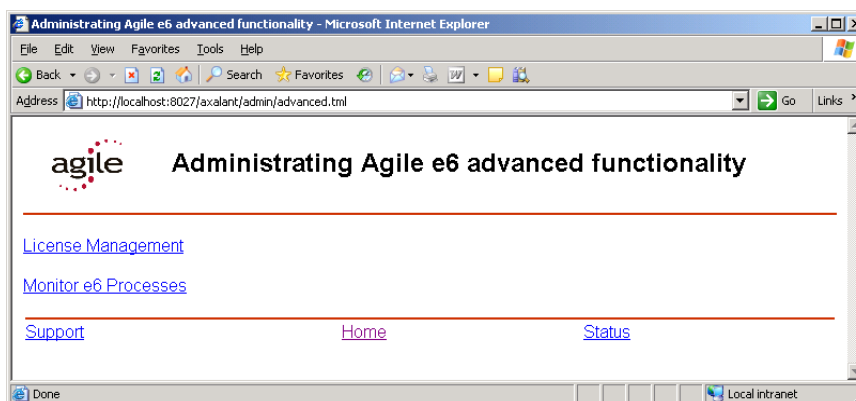 Administrating Agile e6 advanced functionality - Microsoft Internet Explorer
File Edit View Favorites Tools Help
Back Search Favorites W
Address http://localhost:8027/axalant/admin/advanced.tml Go Links
agile Administrating Agile e6 advanced functionality
License Management
Monitor e6 Processes
Support Home Status
Done Local intranet